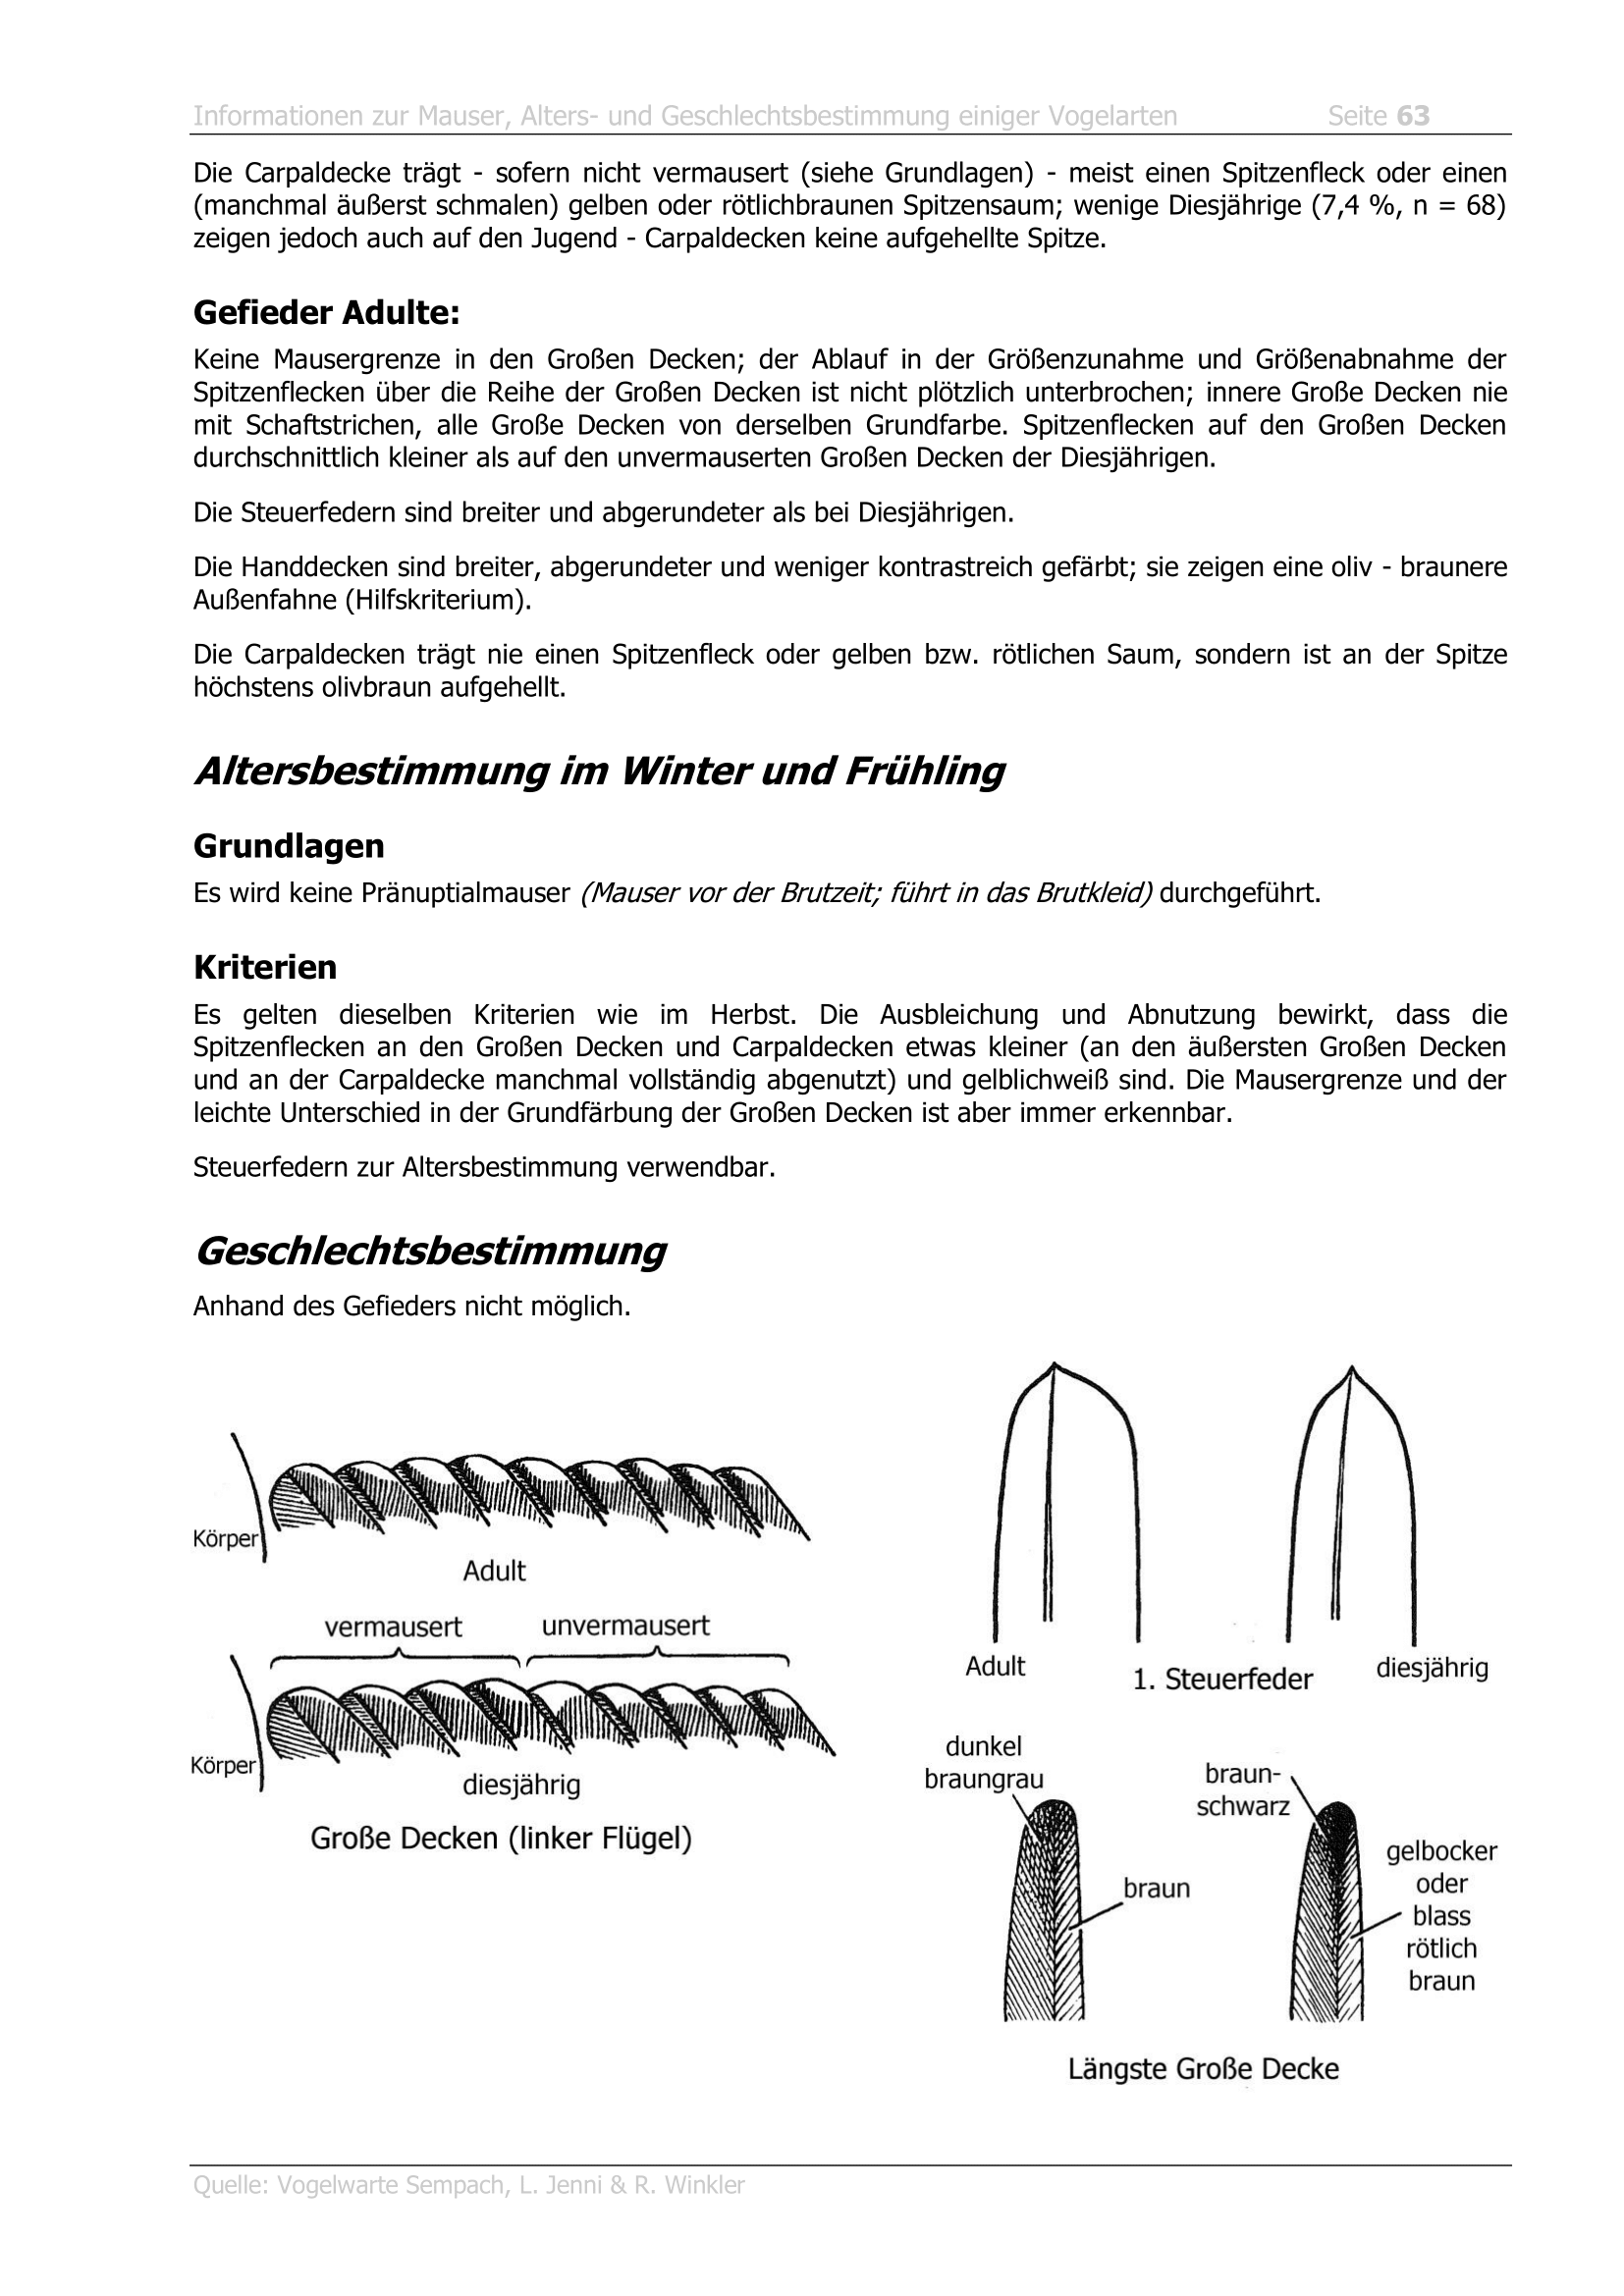 Informationen zur Mauser, Alters- und Geschlechtsbestimmung einiger Vogelarten Seite 63
Die Carpaldecke trägt - sofern nicht vermausert (siehe Grundlagen) - meist einen Spitzenfleck oder einen
(manchmal äußerst schmalen) gelben oder rötlichbraunen Spitzensaum; wenige Diesjährige (7,4 %, n = 68)
zeigen jedoch auch auf den Jugend - Carpaldecken keine aufgehellte Spitze.
Gefieder Adulte:
Keine Mausergrenze in den Großen Decken; der Ablauf in der Größenzunahme und Größenabnahme der
Spitzenflecken über die Reihe der Großen Decken ist nicht plötzlich unterbrochen; innere Große Decken nie
mit Schaftstrichen, alle Große Decken von derselben Grundfarbe. Spitzenflecken auf den Großen Decken
durchschnittlich kleiner als auf den unvermauserten Großen Decken der Diesjährigen.
Die Steuerfedern sind breiter und abgerundeter als bei Diesjährigen.
Die Handdecken sind breiter, abgerundeter und weniger kontrastreich gefärbt; sie zeigen eine oliv - braunere
Außenfahne (Hilfskriterium).
Die Carpaldecken trägt nie einen Spitzenfleck oder gelben bzw. rötlichen Saum, sondern ist an der Spitze
höchstens olivbraun aufgehellt.
Altersbestimmung im Winter und Frühling
Grundlagen
Es wird keine Pränuptialmauser (Mauser vor der Brutzeit; führt in das Brutkleid) durchgeführt.
Kriterien
Es gelten dieselben Kriterien wie im Herbst. Die Ausbleichung und Abnutzung bewirkt, dass die
Spitzenflecken an den Großen Decken und Carpaldecken etwas kleiner (an den äußersten Großen Decken
und an der Carpaldecke manchmal vollständig abgenutzt) und gelblichweiß sind. Die Mausergrenze und der
leichte Unterschied in der Grundfärbung der Großen Decken ist aber immer erkennbar.
Steuerfedern zur Altersbestimmung verwendbar.
Geschlechtsbestimmung
Anhand des Gefieders nicht möglich.
Körper
Adult
vermausert unvermausert
Körper
diesjährig
Große Decken (linker Flügel)
Adult 1. Steuerfeder diesjährig
dunkel
braungrau
braun
braun-
schwarz
gelbocker
oder
blass
rötlich
braun
Längste Große Decke
Quelle: Vogelwarte Sempach, L. Jenni & R. Winkler